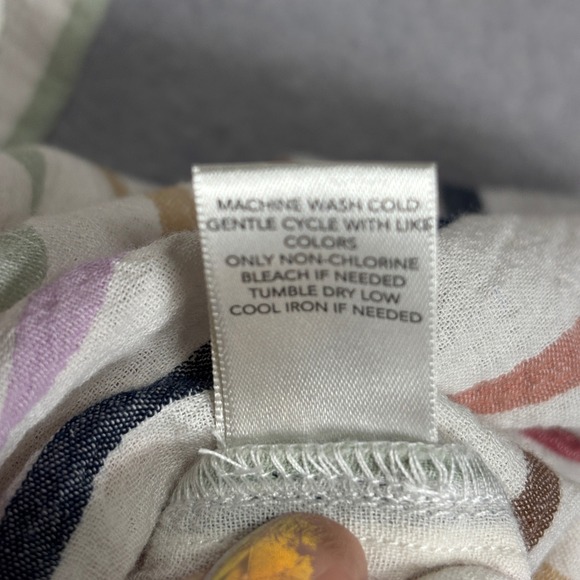 MACHINE WASH COLD
GENTLE CYCLE WITH LIKE
COLORS
ONLY NON-CHLORINE
BLEACH IF NEEDED
TUMBLE DRY LOW
COOL IRON IF NEEDED